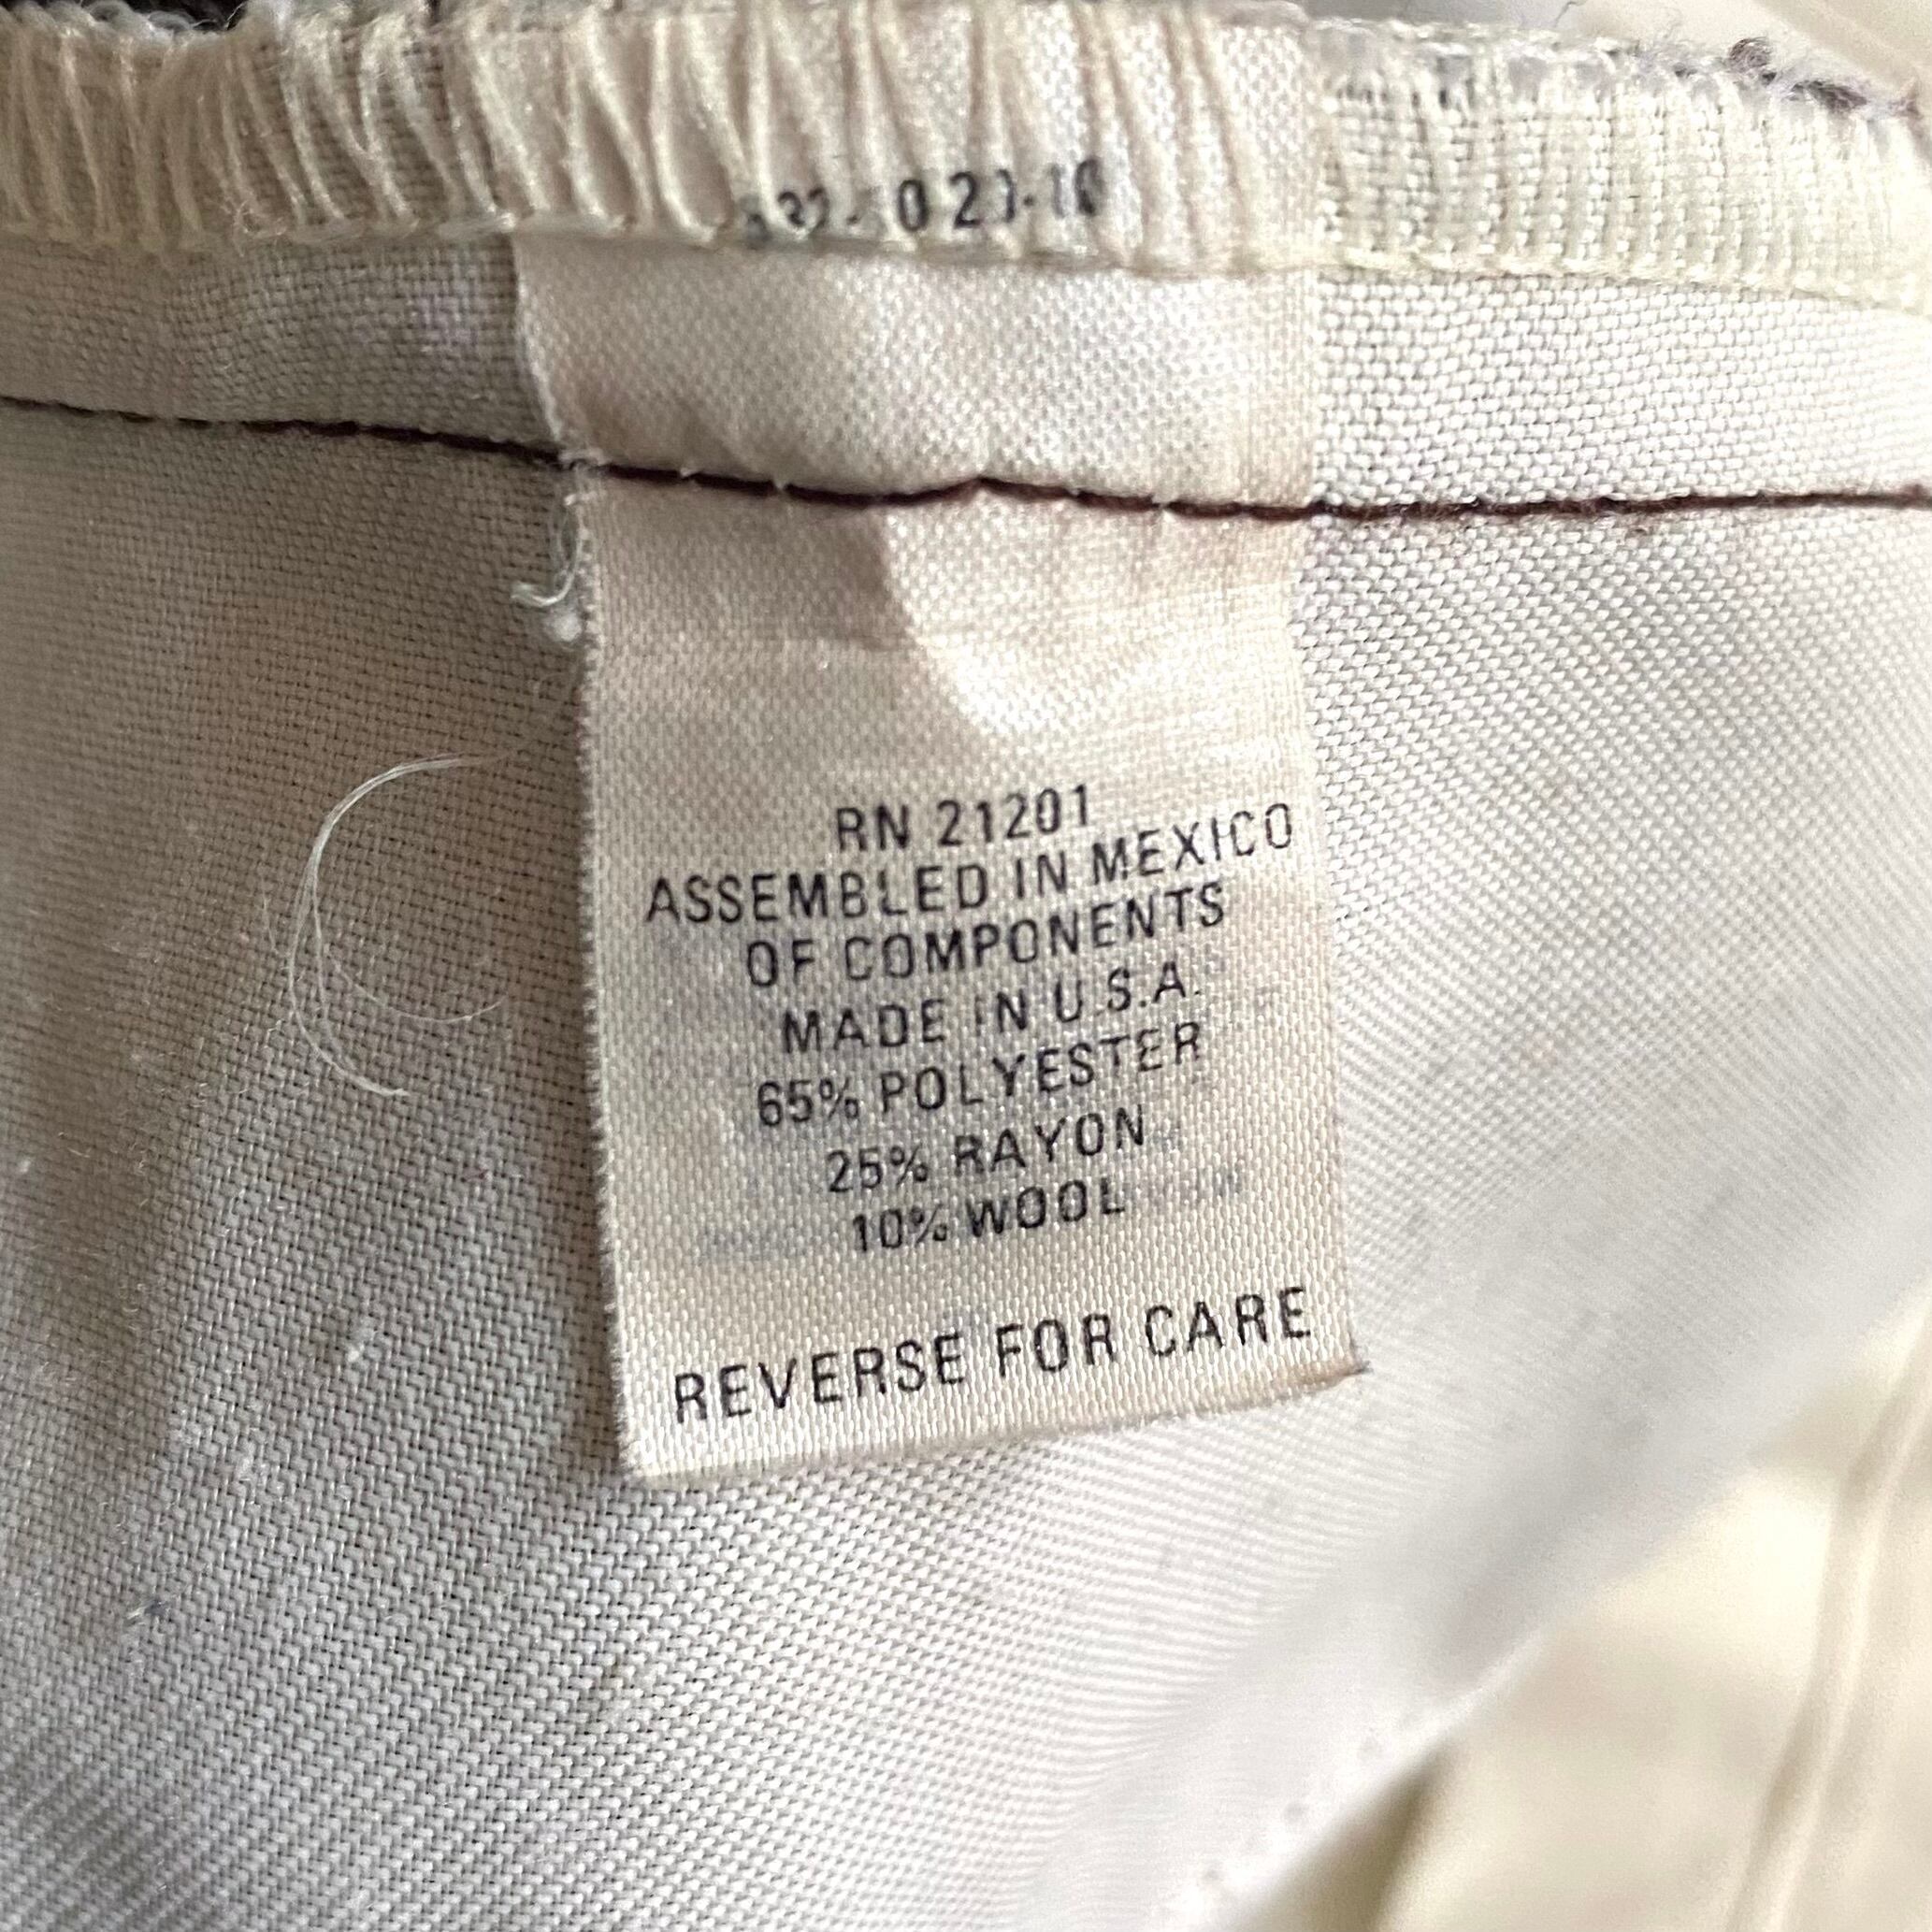 RN 21201
ASSEMBLED IN MEXICO
OF COMPONENTS
MADE IN U.S.A.
65% POLYESTER
25% RAYON
10% WOOL
REVERSE FOR CARE